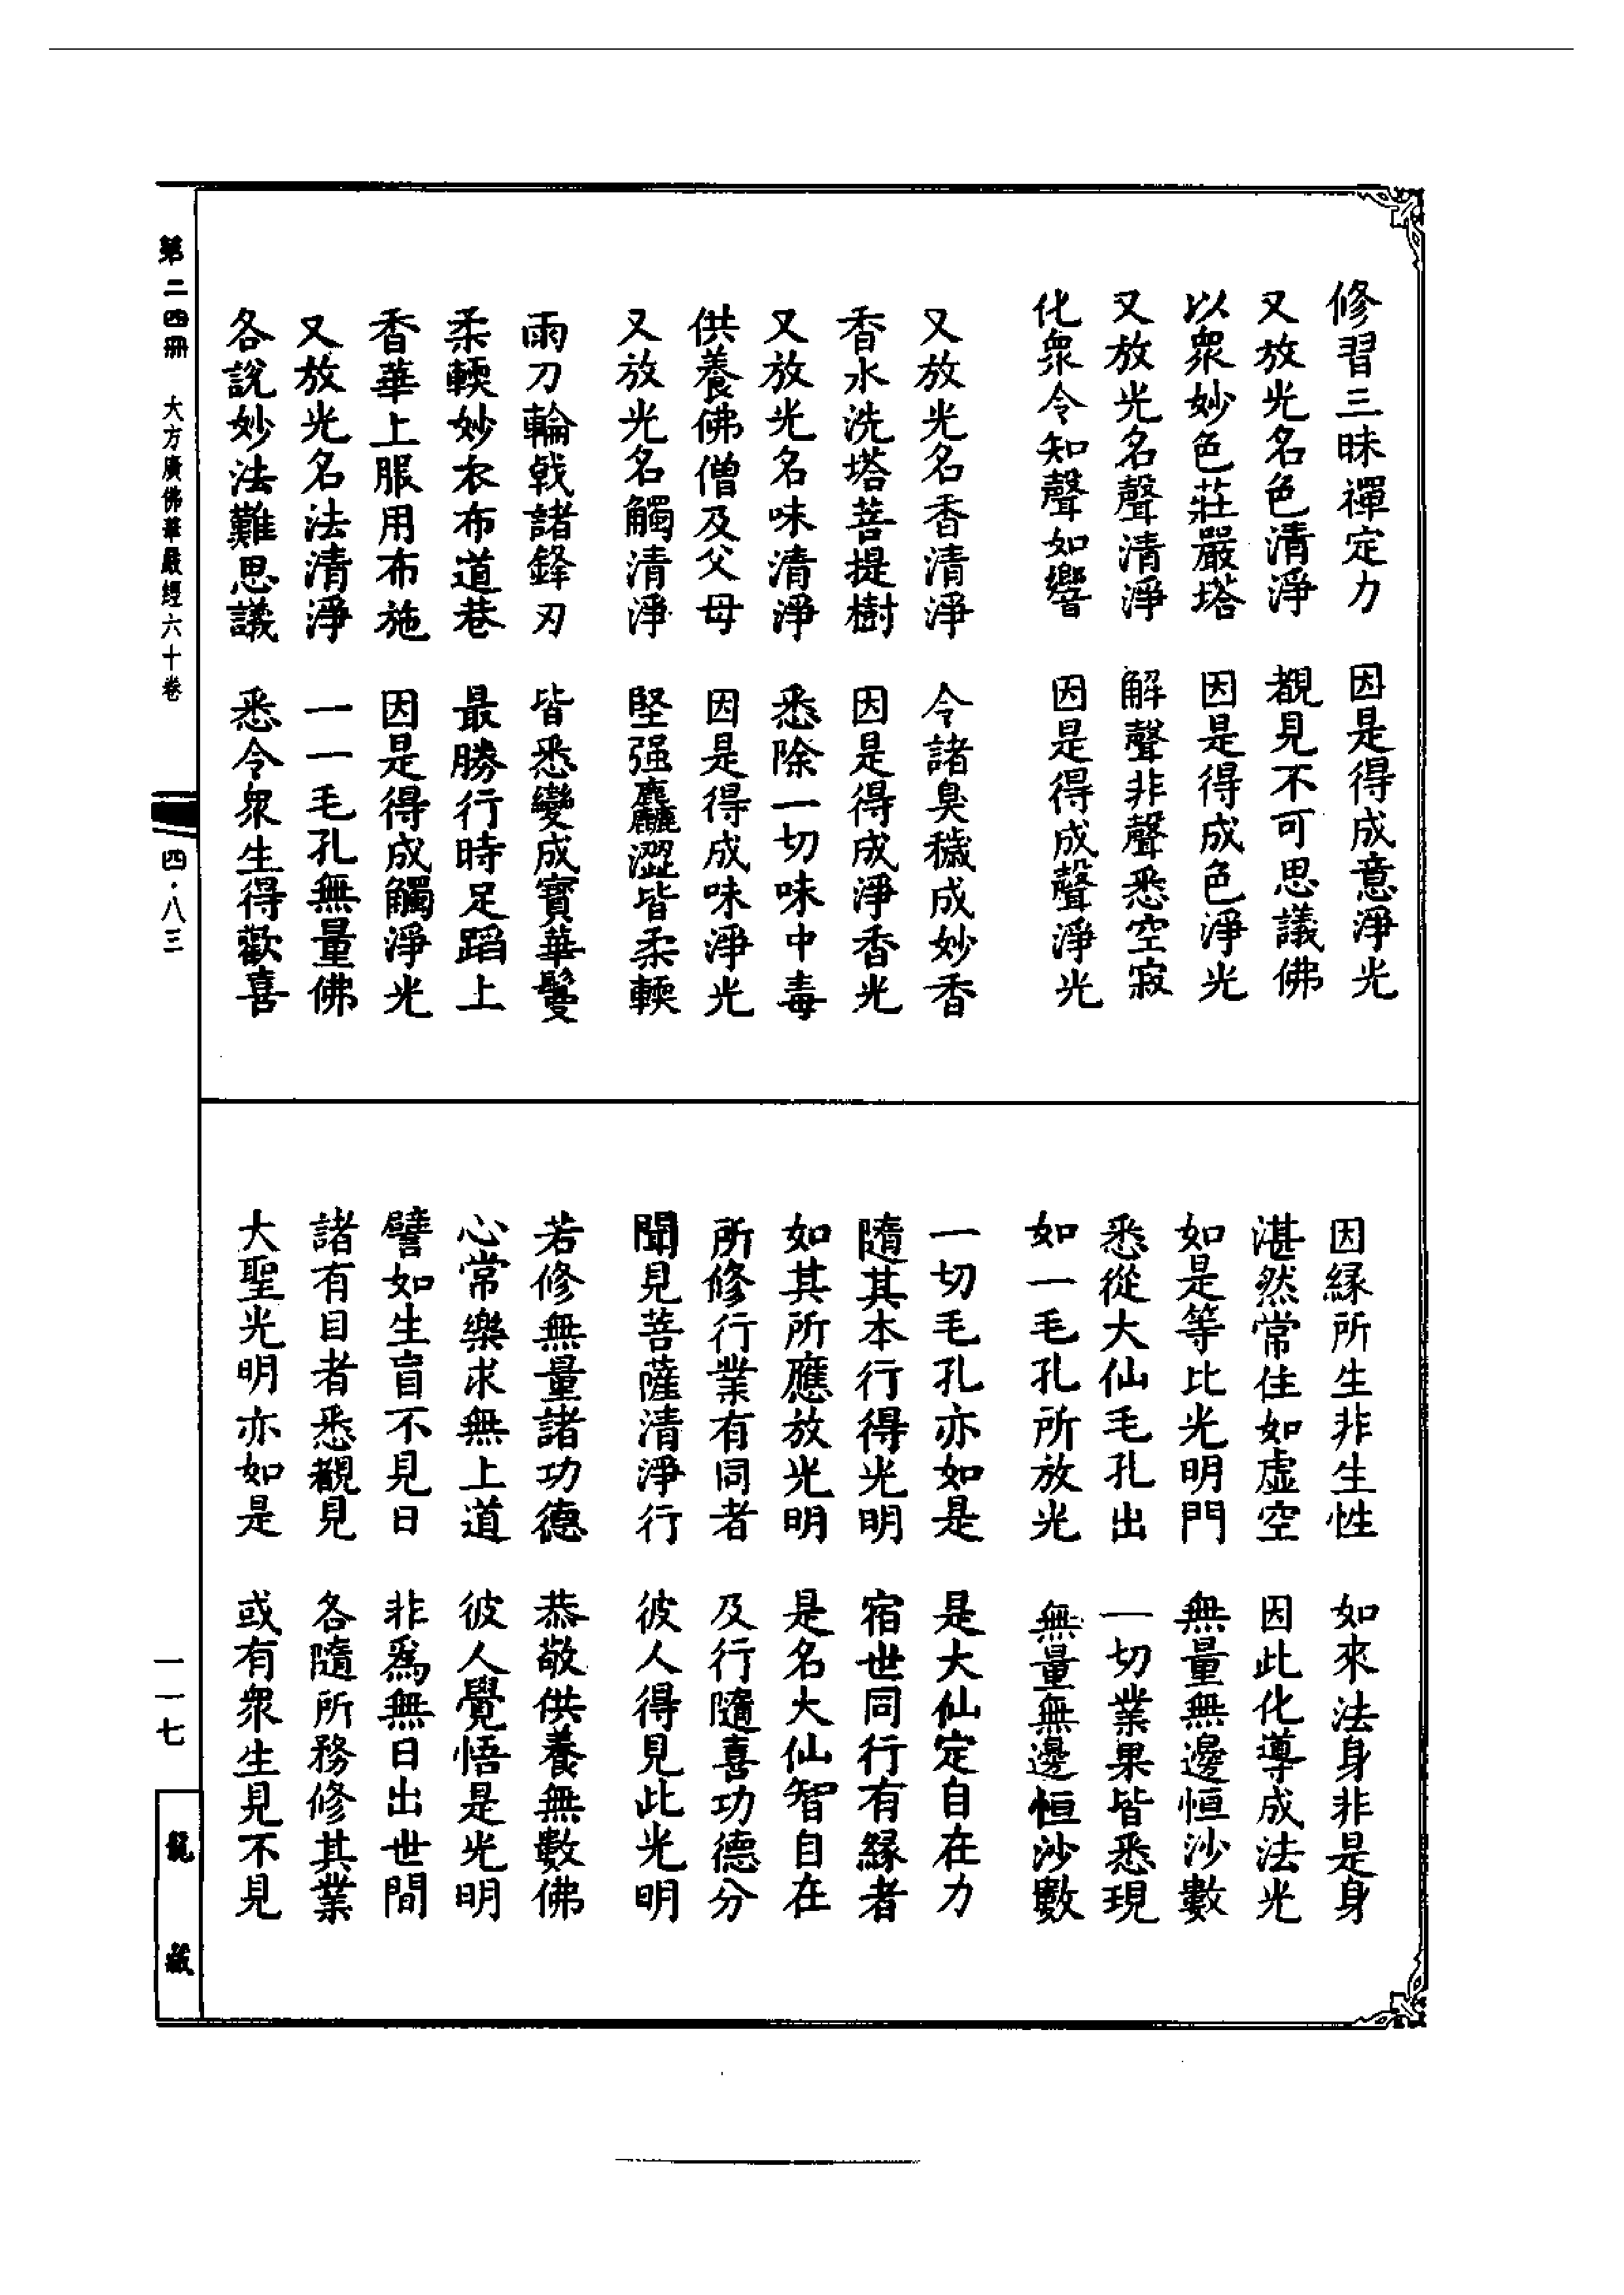 修習三昧禪定力　因是得成意淨光
又放光名色清淨　覩見不可思議佛
以衆妙色莊嚴塔　因是得成色淨光
又放光名聲清淨　解聲非聲悉空寂
化衆令知聲如響　因是得成聲淨光
又放光名香清淨　令諸臭穢成妙香
香水洗塔菩提樹　因是得成淨香光
又放光名味清淨　悉除一切味中毒
供養佛僧及父母　因是得成味淨光
又放光名觸清淨　堅强麤澀皆柔輭
雨刀輪戟諸鋒刃　皆悉變成寶華鬘
柔輭妙衣布道巷　最勝行時足蹈上
香華上服用布施　因是得成觸淨光
又放光名法清淨　一一毛孔無量佛
各說妙法難思議　悉令衆生得歡喜
因緣所生非生性　如來法身非是身
湛然常住如虛空　因此化導成法光
如是等比光明門　無量無邊恒沙數
悉從大仙毛孔出　一切業果皆悉現
如一毛孔所放光　無量無邊恒沙數
一切毛孔亦如是　是大仙定自在力
隨其本行得光明　宿世同行有緣者
如其所應放光明　是名大仙智自在
所修行業有同者　及行隨喜功德分
聞見菩薩清淨行　彼人得見此光明
若修無量諸功德　恭敬供養無數佛
心常樂求無上道　彼人覺悟是光明
譬如生盲不見日　非爲無日出世間
諸有目者悉覩見　各隨所務修其業
大聖光明亦如是　或有衆生見不見
第二四冊　大方廣佛華嚴經六十卷　四·八三
一一七
龍藏